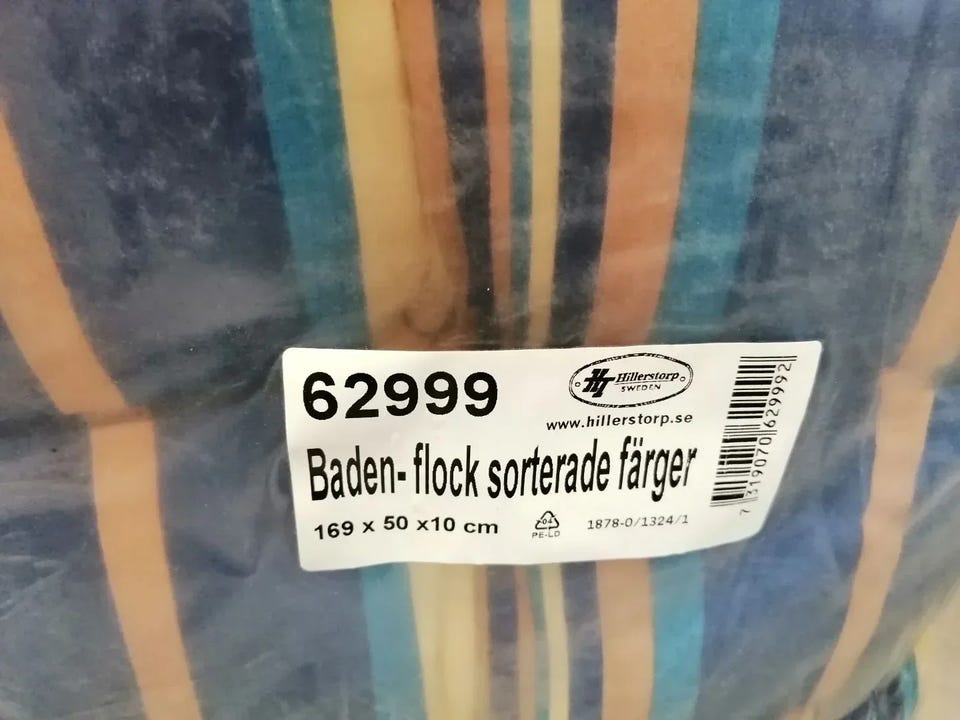 62999
HT Hillerstorp
SWEDEN
www.hillerstorp.se
Baden- flock sorterade färger
169 x 50 x10 cm
04
PE-LD
1878-0/1324/1
7 319070 629992